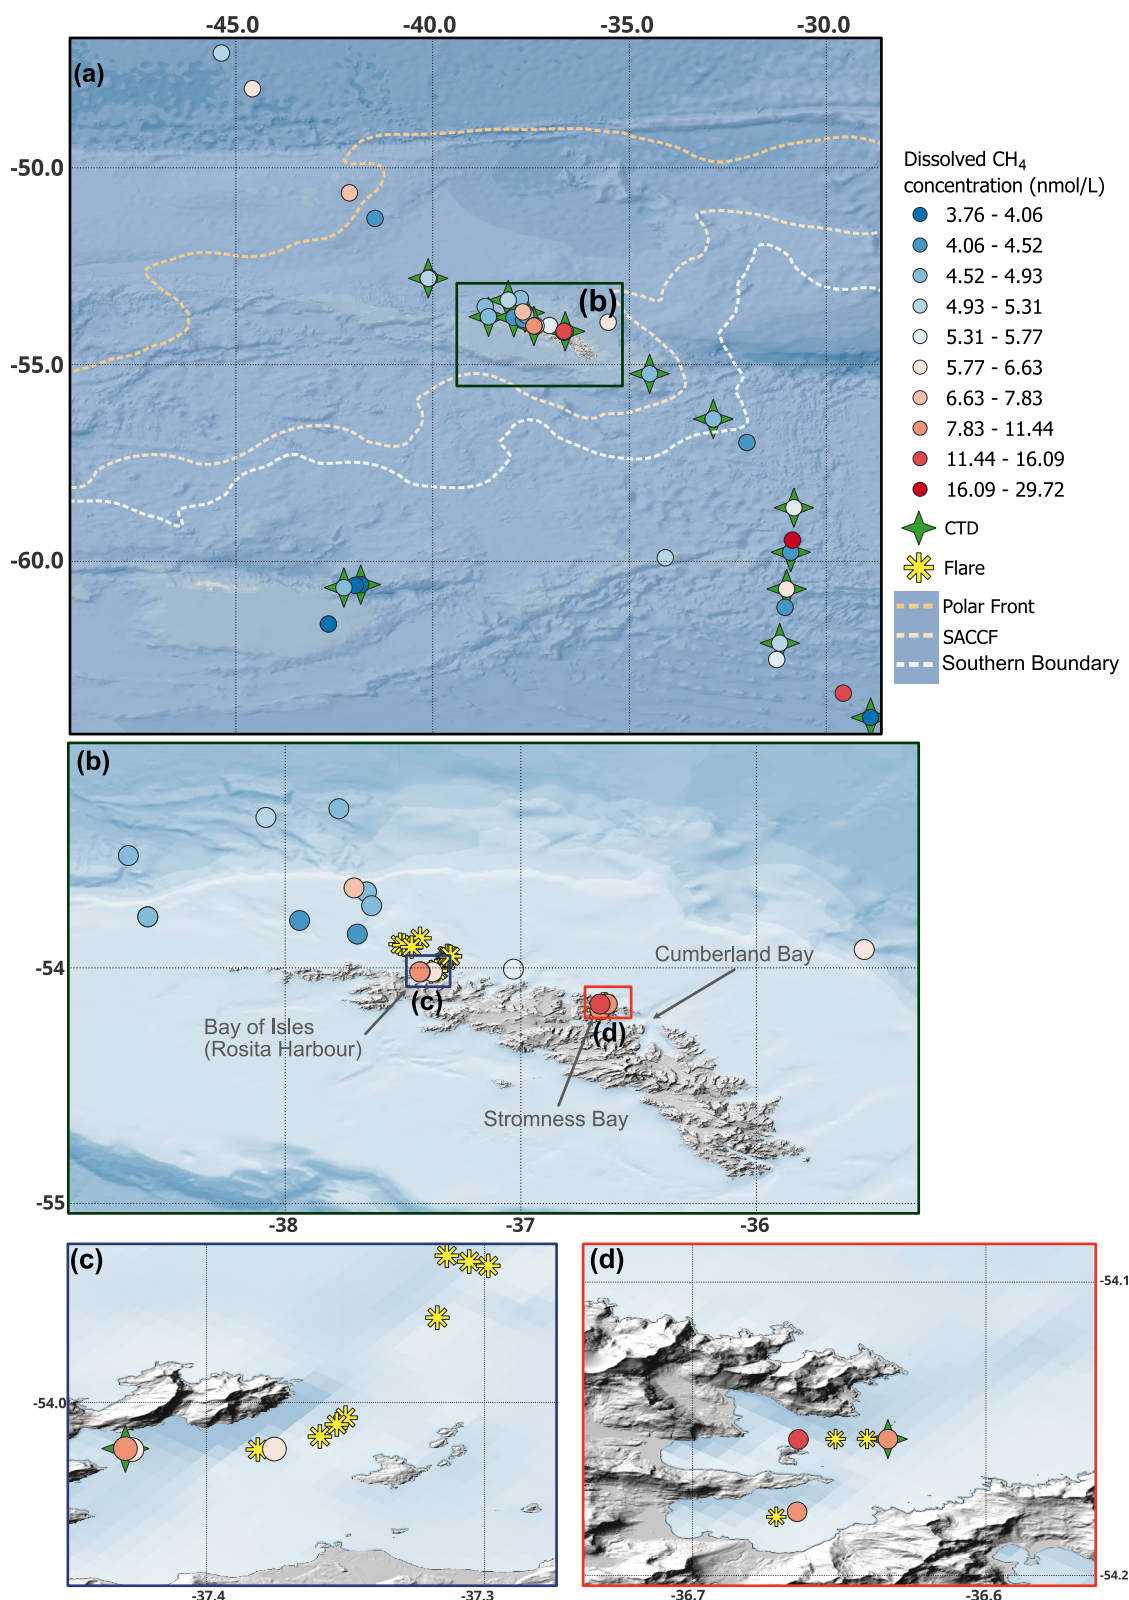 -45.0 -40.0 -35.0 -30.0
(a)
-50.0
-55.0
-60.0
(b)
Dissolved CH₄
concentration (nmol/L)
3.76 - 4.06
4.06 - 4.52
4.52 - 4.93
4.93 - 5.31
5.31 - 5.77
5.77 - 6.63
6.63 - 7.83
7.83 - 11.44
11.44 - 16.09
16.09 - 29.72
CTD
Flare
Polar Front
SACCF
Southern Boundary
(b)
-54
-55
Cumberland Bay
(c)
(d)
Bay of Isles
(Rosita Harbour)
Stromness Bay
-38 -37 -36
(c)
-54.0
-37.4 -37.3
(d)
-54.1
-54.2
-36.7 -36.6